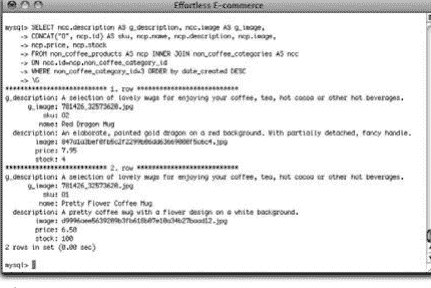 Effortless E-commerce
mysql> SELECT ncc.description AS g_description, ncc.image AS g_image,
-> CONCAT("O", ncp.id) AS sku, ncp.name, ncp.description, ncp.image,
-> ncp.price, ncp.stock
-> FROM non_coffee_products AS ncp INNER JOIN non_coffee_categories AS ncc
-> ON ncc.id=ncp.non_coffee_category_id
-> WHERE non_coffee_category_id=3 ORDER by date_created DESC
-> \G
*************************** 1. row ***************************
g_description: A selection of lovely mugs for enjoying your coffee, tea, hot cocoa or other hot beverages.
g_image: 781426_32573620.jpg
sku: O2
name: Red Dragon Mug
description: An elaborate, painted gold dragon on a red background. With partially detached, fancy handle.
image:
price: 7.95
stock: 4
*************************** 2. row ***************************
g_description: A selection of lovely mugs for enjoying your coffee, tea, hot cocoa or other hot beverages.
g_image: 781426_32573620.jpg
sku: O1
name: Pretty Flower Coffee Mug
description: A pretty coffee mug with a flower design on a white background.
image:
price: 6.50
stock: 100
2 rows in set (0.00 sec)
mysql>